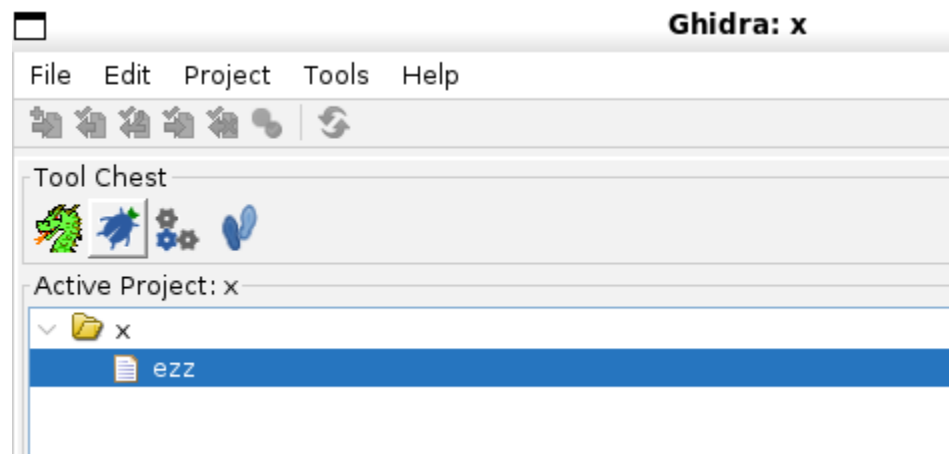 Ghidra: x
File Edit Project Tools Help
Tool Chest
Active Project: x
x
ezz